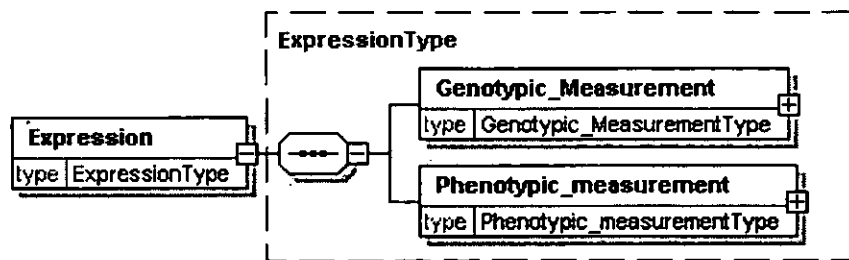 ExpressionType
Genotypic_Measurement
type Genotypic_MeasurementType
Expression
type ExpressionType
Phenotypic_measurement
type Phenotypic_measurementType